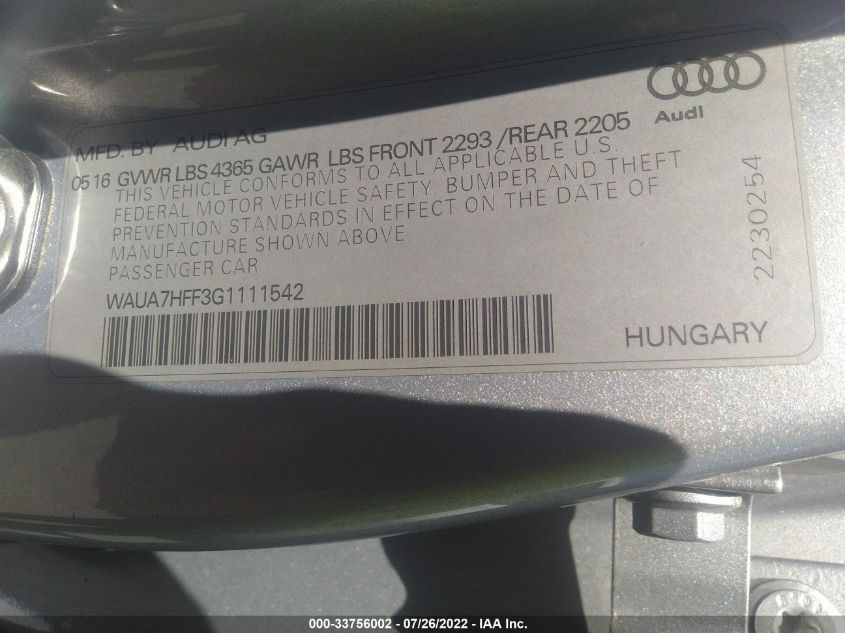 Audi
MFD. BY AUDI AG
05 16 GVWR LBS 4365 GAWR LBS FRONT 2293 /REAR 2205
THIS VEHICLE CONFORMS TO ALL APPLICABLE U.S.
FEDERAL MOTOR VEHICLE SAFETY, BUMPER AND THEFT
PREVENTION STANDARDS IN EFFECT ON THE DATE OF
MANUFACTURE SHOWN ABOVE
PASSENGER CAR
WAUA7HFF3G1111542
HUNGARY
2230254
000-33756002 - 07/26/2022 - IAA Inc.